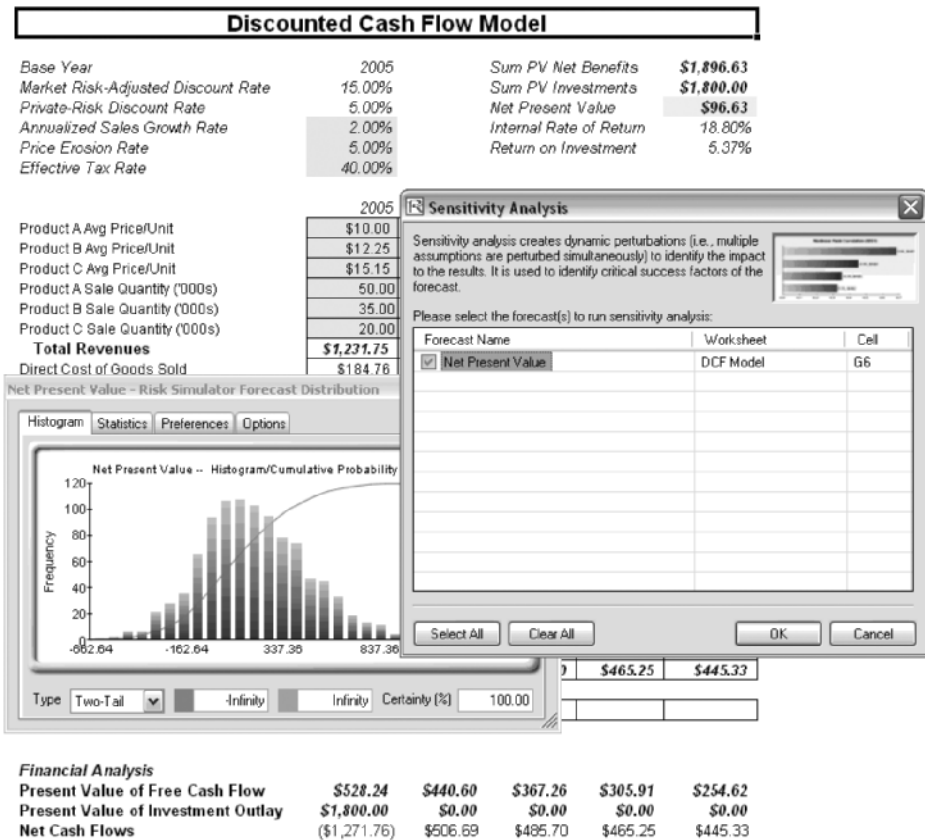 Discounted Cash Flow Model
Base Year 2005 Sum PV Net Benefits $1,896.63
Market Risk-Adjusted Discount Rate 15.00% Sum PV Investments $1,800.00
Private-Risk Discount Rate 5.00% Net Present Value $96.63
Annualized Sales Growth Rate 2.00% Internal Rate of Return 18.80%
Price Erosion Rate 5.00% Return on Investment 5.37%
Effective Tax Rate 40.00%
2005
Product A Avg Price/Unit $10.00
Product B Avg Price/Unit $12.25
Product C Avg Price/Unit $15.15
Product A Sale Quantity ('000s) 50.00
Product B Sale Quantity ('000s) 35.00
Product C Sale Quantity ('000s) 20.00
Total Revenues $1,231.75
Direct Cost of Goods Sold $184.76
Sensitivity Analysis
Sensitivity analysis creates dynamic perturbations (i.e., multiple
assumptions are perturbed simultaneously) to identify the impact
to the results. It is used to identify critical success factors of the
forecast.
Please select the forecast(s) to run sensitivity analysis:
Forecast Name Worksheet Cell
Net Present Value DCF Model G6
Select All Clear All OK Cancel
Net Present Value - Risk Simulator Forecast Distribution
Histogram Statistics Preferences Options
Net Present Value -- Histogram/Cumulative Probability
Frequency
120
100
80
60
40
20
0
-662.64 -162.64 337.36 837.36
Type Two-Tail -Infinity Infinity Certainty (%) 100.00
$465.25 $445.33
Financial Analysis
Present Value of Free Cash Flow $528.24 $440.60 $367.26 $305.91 $254.62
Present Value of Investment Outlay $1,800.00 $0.00 $0.00 $0.00 $0.00
Net Cash Flows ($1,271.76) $506.69 $485.70 $465.25 $445.33